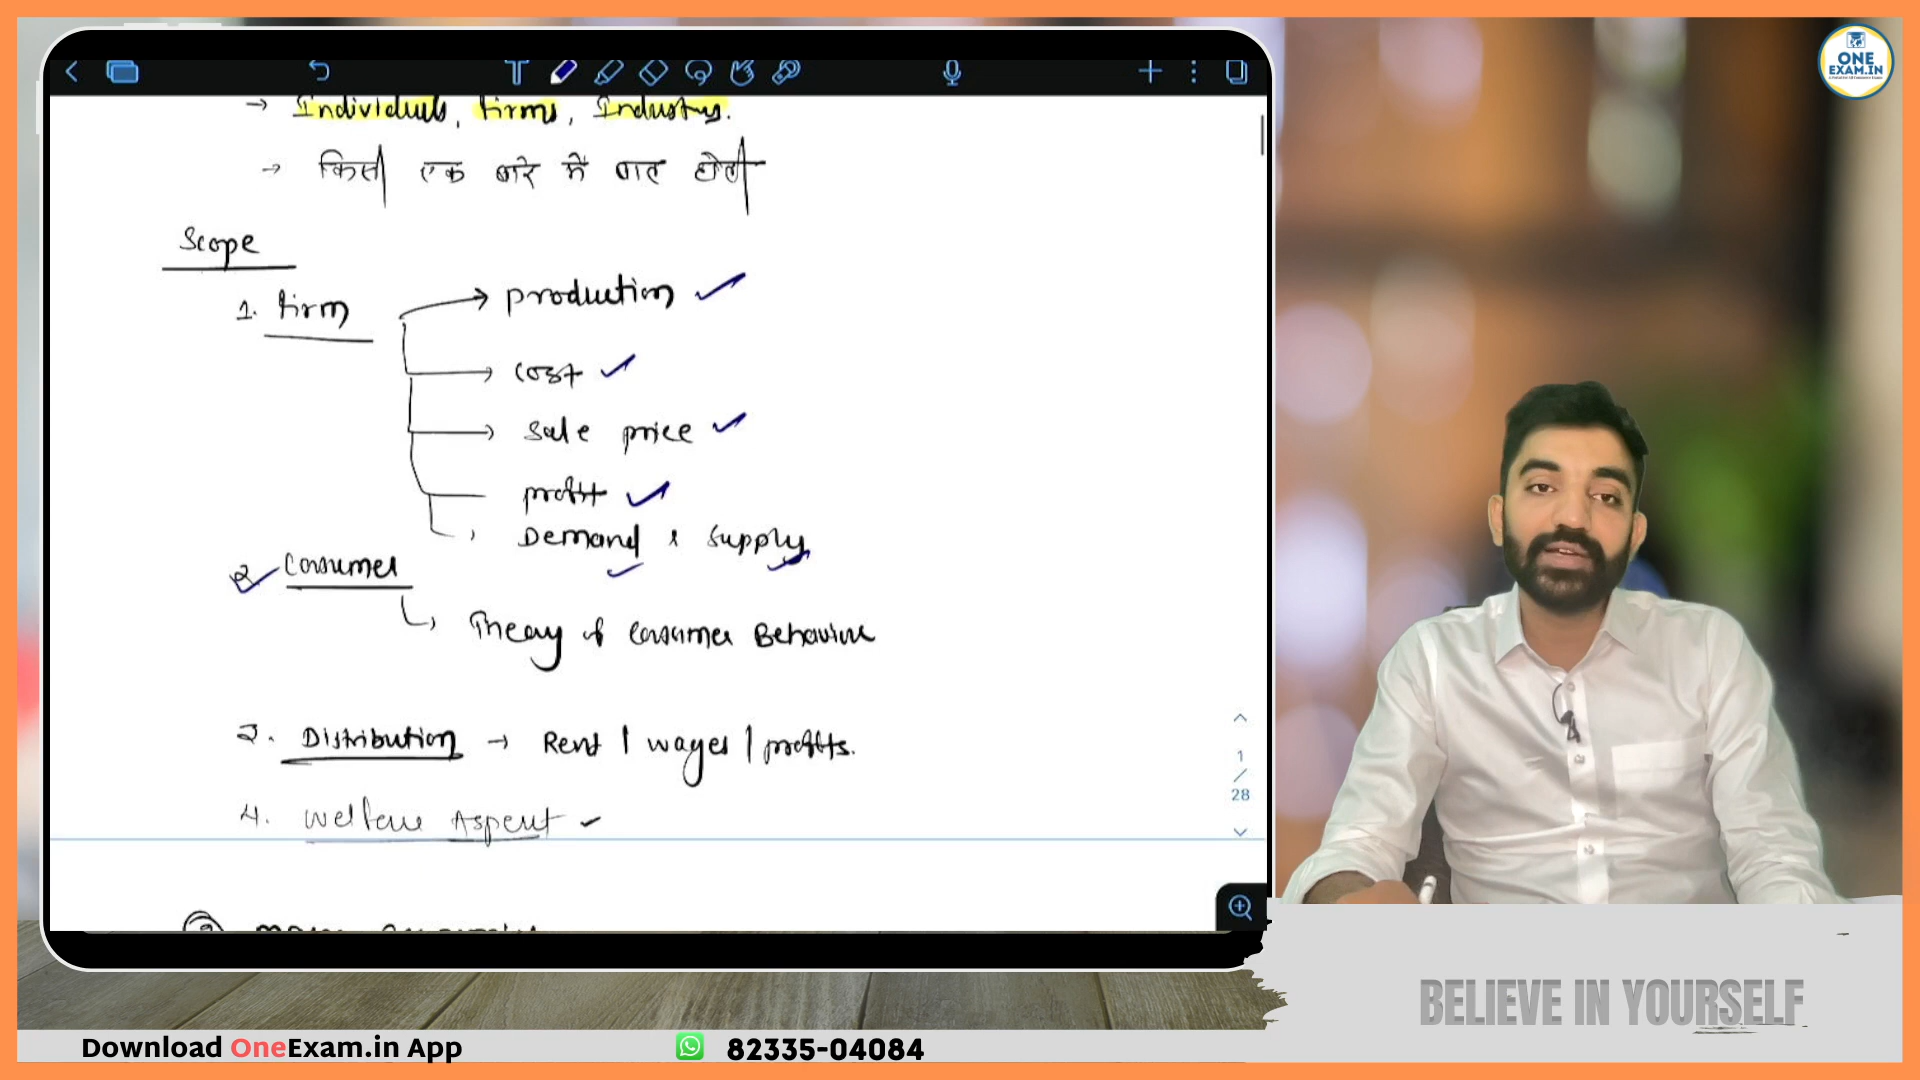 ONE
EXAM.IN
→ Individuals, firms, Industry.
→ किसी एक बारे में बात होती
Scope
1. firm → production ✓
→ cost ✓
→ sale price ✓
profit ✓
Demand & Supply
2 Consumer
Theory of Consumer Behaviour
3. Distribution → Rent | wages | profits.
4. Welfare Aspect
1
/
28
BELIEVE IN YOURSELF
Download OneExam.in App
82335-04084